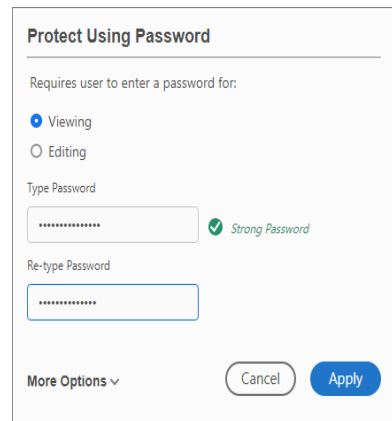 Protect Using Password
Requires user to enter a password for:
Viewing
Editing
Type Password
•••••••••••••••
Strong Password
Re-type Password
••••••••••••••
More Options
Cancel
Apply